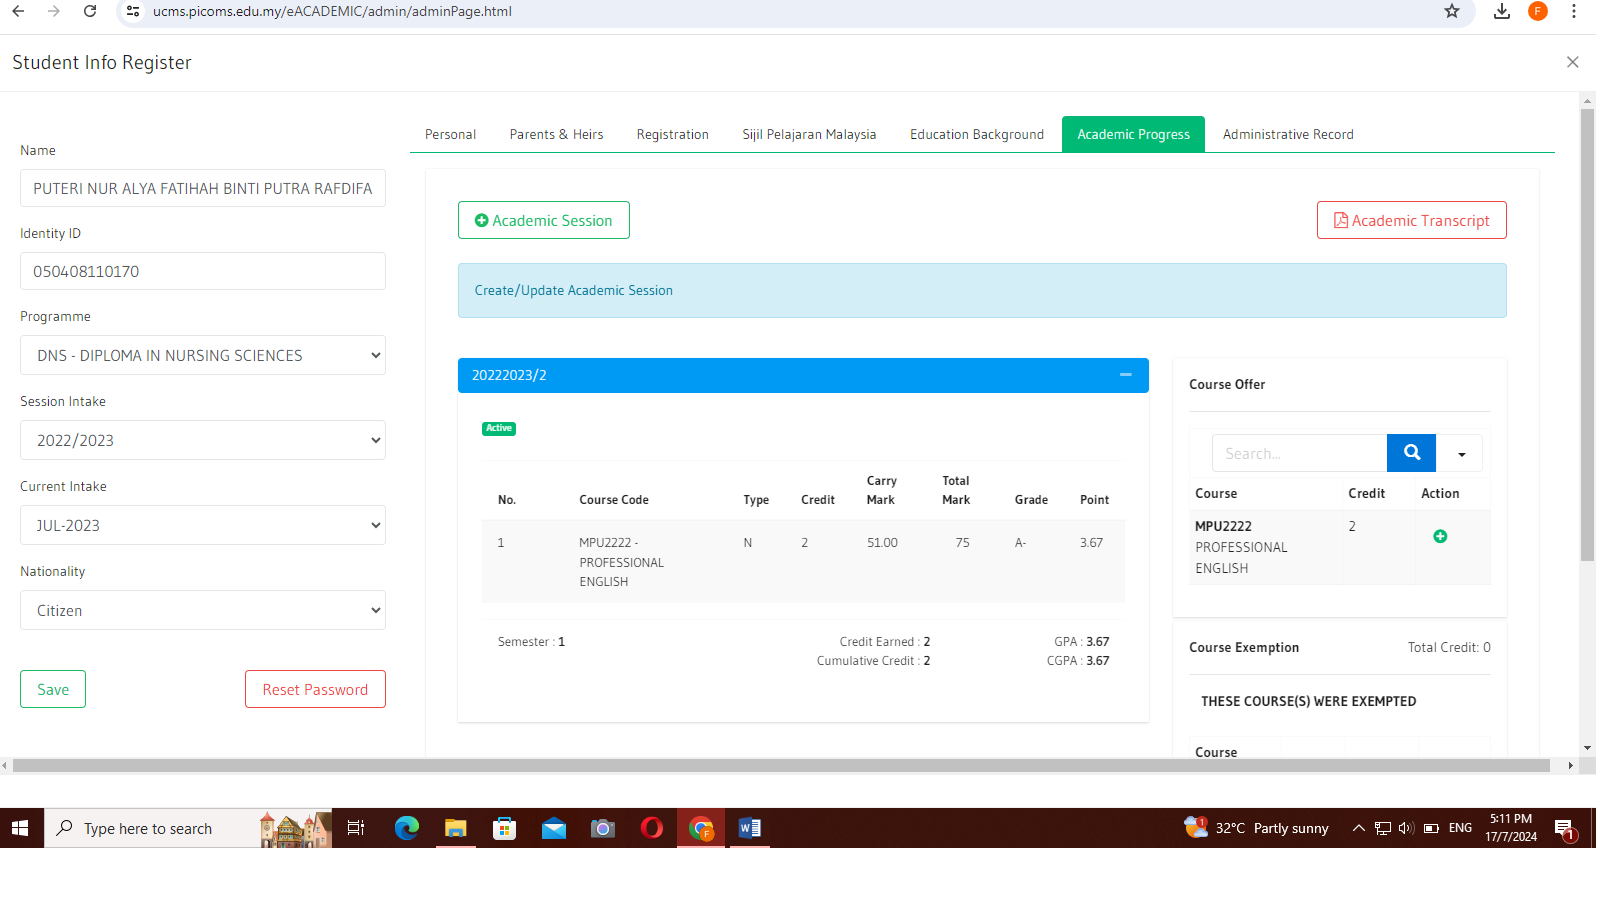 ucms.picoms.edu.my/eACADEMIC/admin/adminPage.html
F
Student Info Register
Name
PUTERI NUR ALYA FATIHAH BINTI PUTRA RAFDIFA
Identity ID
050408110170
Programme
DNS - DIPLOMA IN NURSING SCIENCES
Session Intake
2022/2023
Current Intake
JUL-2023
Nationality
Citizen
Save Reset Password
Personal Parents & Heirs Registration Sijil Pelajaran Malaysia Education Background Academic Progress Administrative Record
Academic Session Academic Transcript
Create/Update Academic Session
20222023/2
Active
No. Course Code Type Credit Carry Mark Total Mark Grade Point
1 MPU2222 - N 2 51.00 75 A- 3.67
PROFESSIONAL
ENGLISH
Semester : 1 Credit Earned : 2 GPA : 3.67
Cumulative Credit : 2 CGPA : 3.67
Course Offer
Search...
Course Credit Action
MPU2222 2
PROFESSIONAL
ENGLISH
Course Exemption Total Credit: 0
THESE COURSE(S) WERE EXEMPTED
Course
Type here to search
F
1
32°C Partly sunny
ENG
5:11 PM
17/7/2024
1